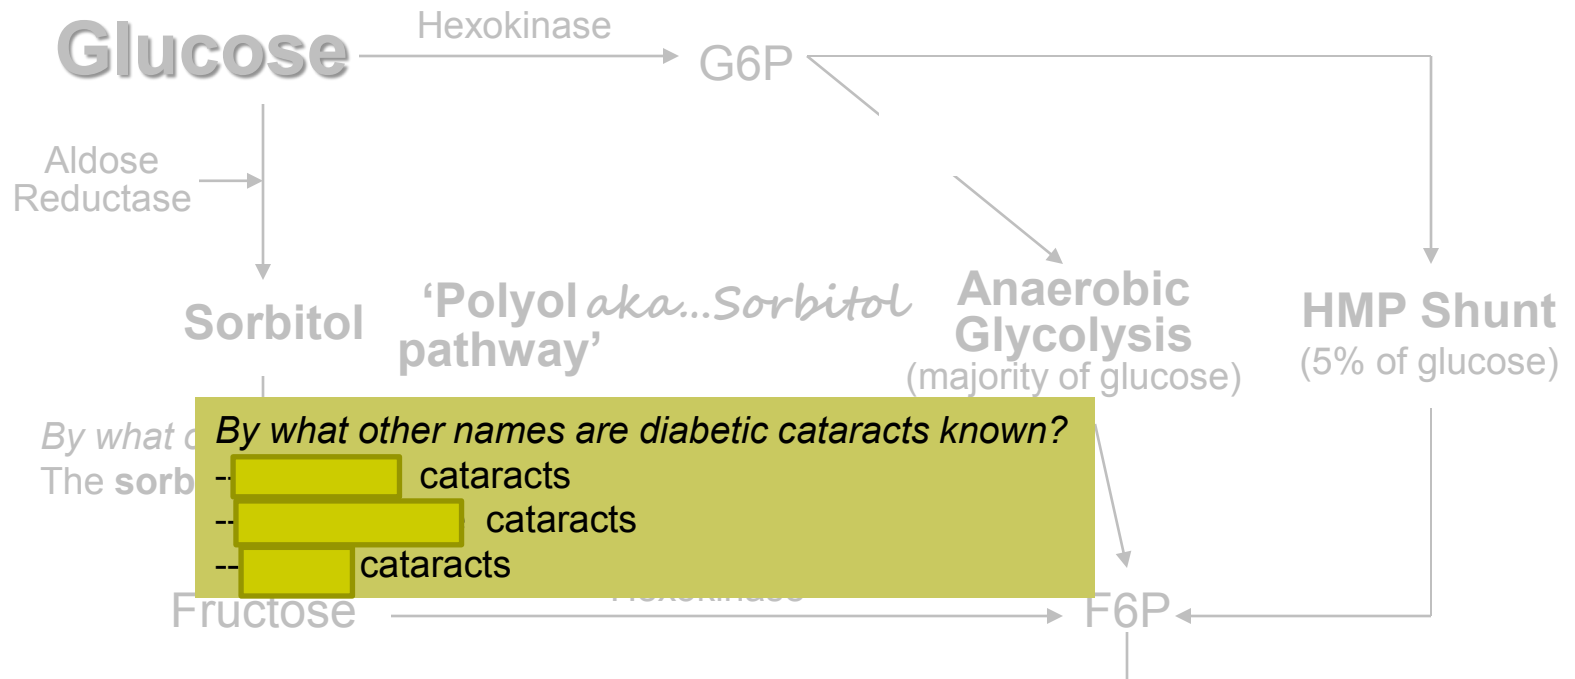 Glucose
Hexokinase
G6P
Aldose
Reductase
Sorbitol
‘Polyol aka...Sorbitol
pathway’
Anaerobic
Glycolysis
(majority of glucose)
HMP Shunt
(5% of glucose)
By what
The sorb
By what other names are diabetic cataracts known?
-- cataracts
-- cataracts
-- cataracts
Fructose
F6P